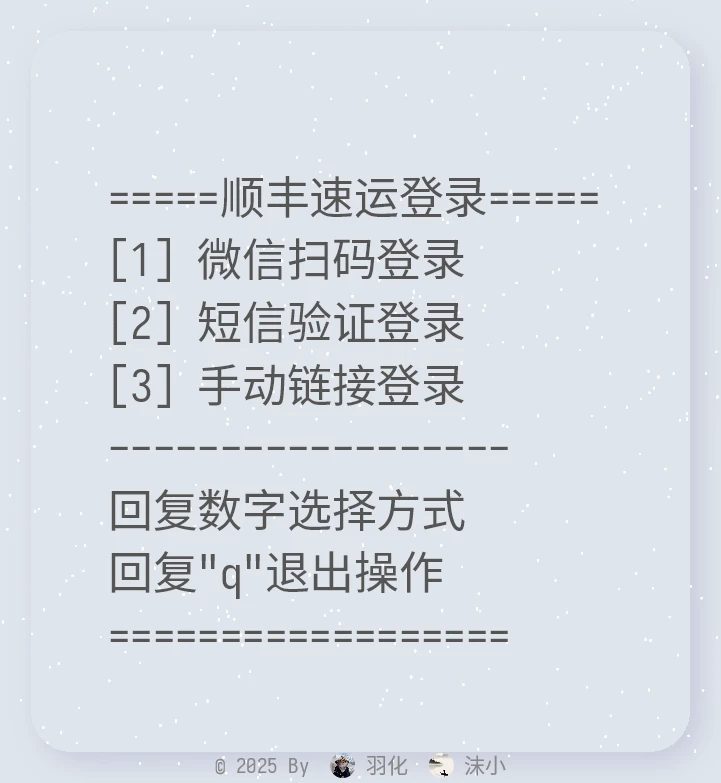 =====顺丰速运登录=====
[1] 微信扫码登录
[2] 短信验证登录
[3] 手动链接登录
------------------
回复数字选择方式
回复"q"退出操作
==================
© 2025 By 羽化 沫小